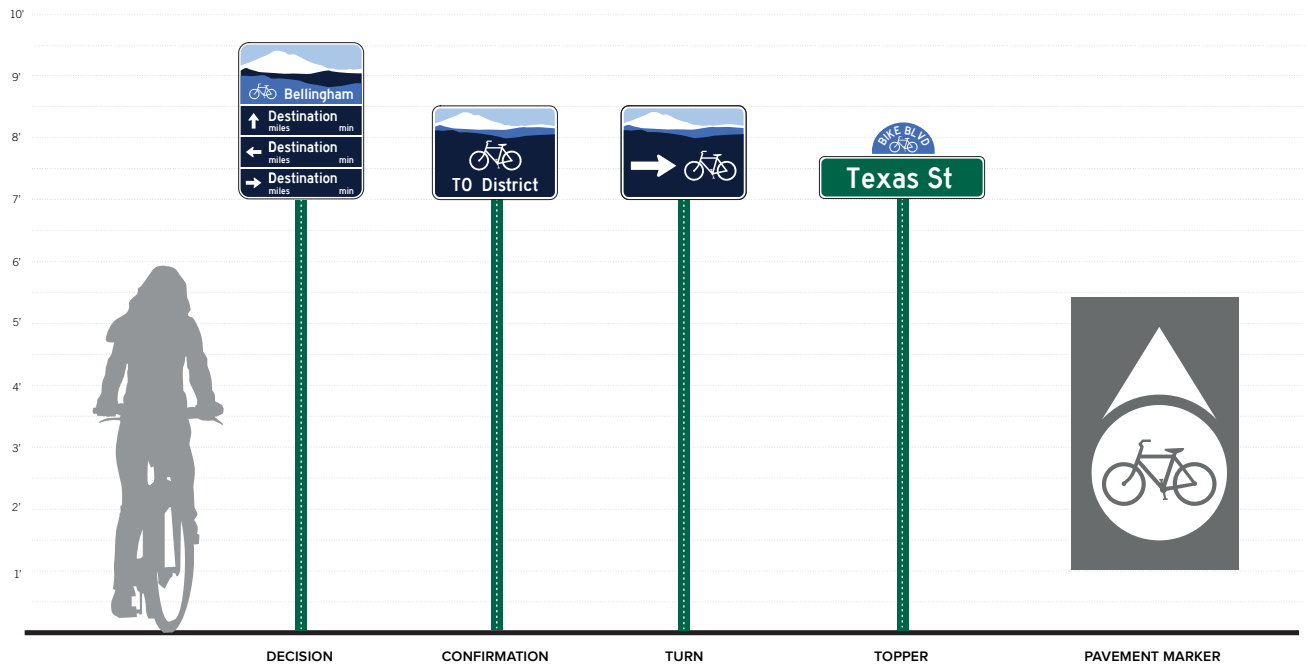 10’
9’
8’
7’
6’
5’
4’
3’
2’
1’
Bellingham
Destination
miles min
Destination
miles min
Destination
miles min
TO District
BIKE BLVD
Texas St
DECISION
CONFIRMATION
TURN
TOPPER
PAVEMENT MARKER